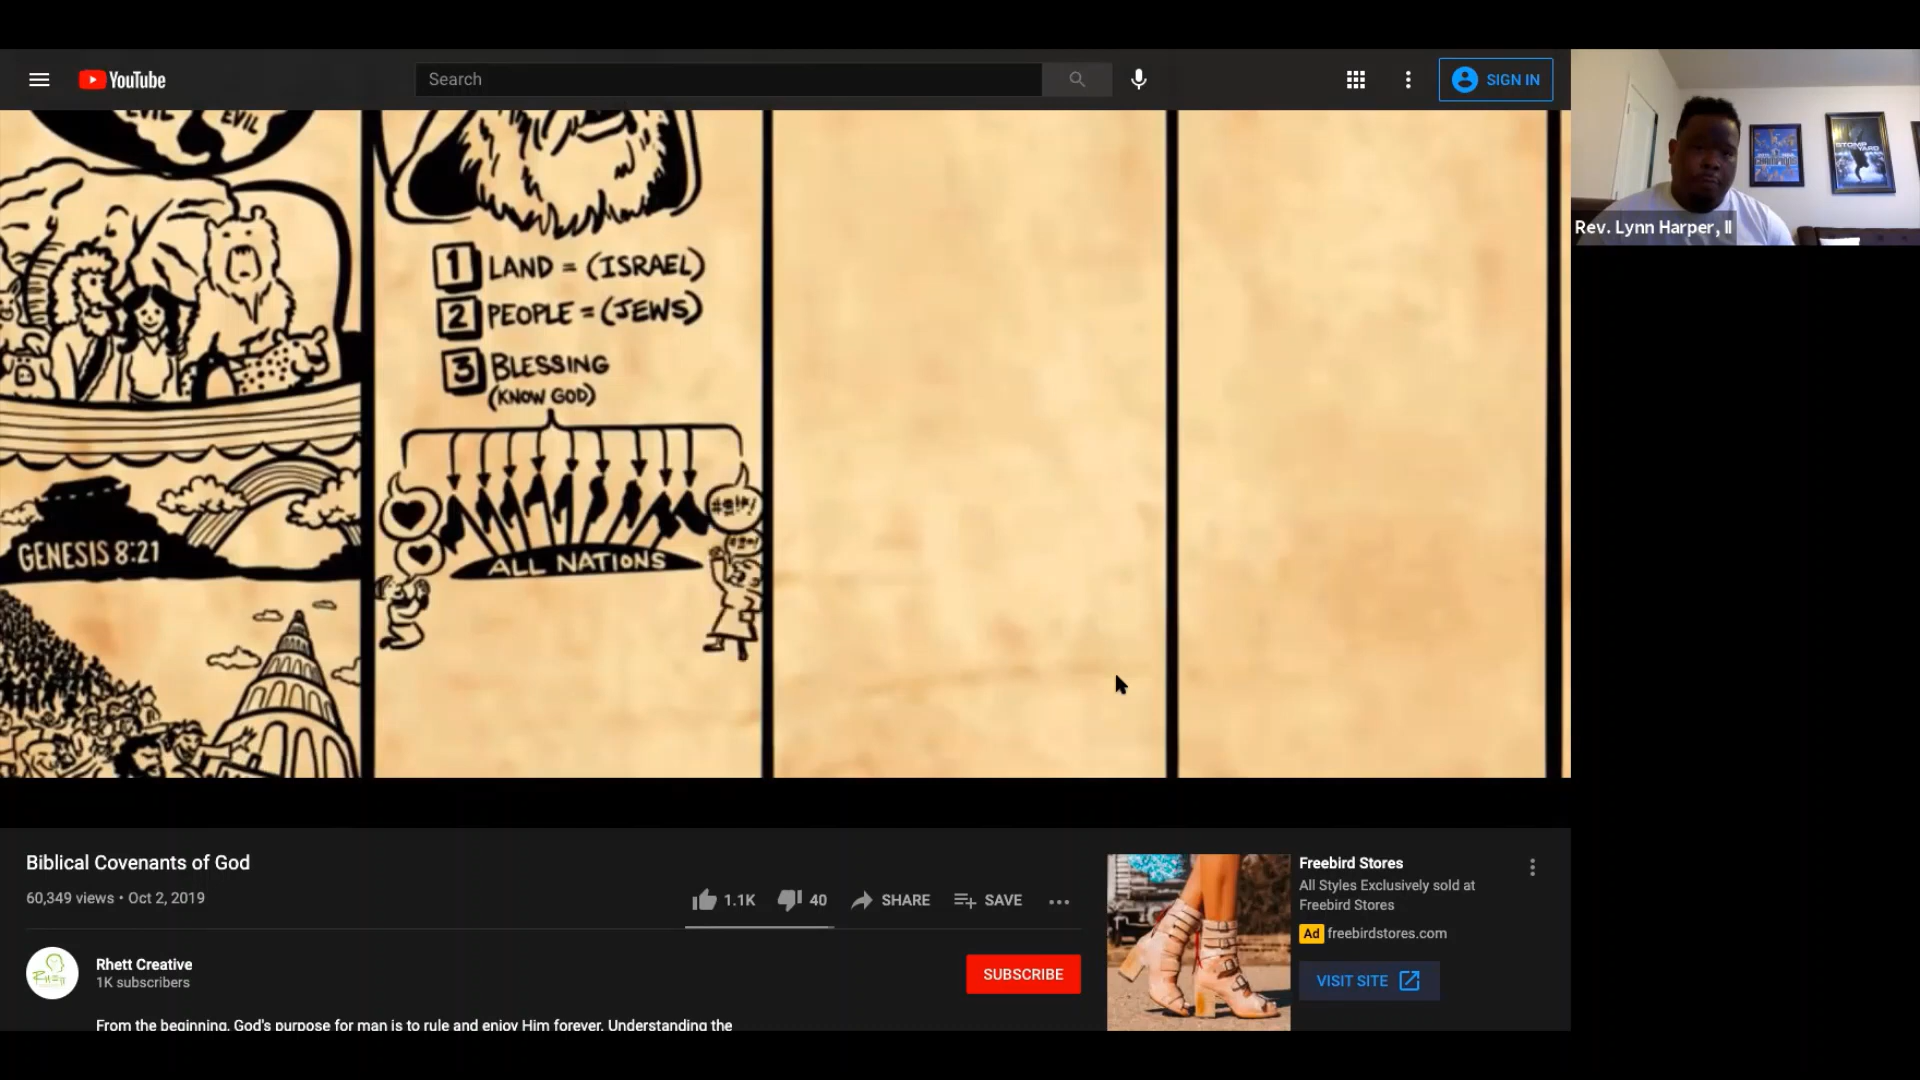 YouTube
Search
SIGN IN
EVIL EVIL
GENESIS 8:21
1 LAND = (ISRAEL)
2 PEOPLE = (JEWS)
3 BLESSING
(KNOW GOD)
#@!*!
ALL NATIONS
STOMP
YARD
Rev. Lynn Harper, II
Biblical Covenants of God
60,349 views • Oct 2, 2019
1.1K 40 SHARE SAVE
Rhett Creative
1K subscribers
SUBSCRIBE
From the beginning, God's purpose for man is to rule and enjoy Him forever. Understanding the
Freebird Stores
All Styles Exclusively sold at
Freebird Stores
Ad freebirdstores.com
VISIT SITE